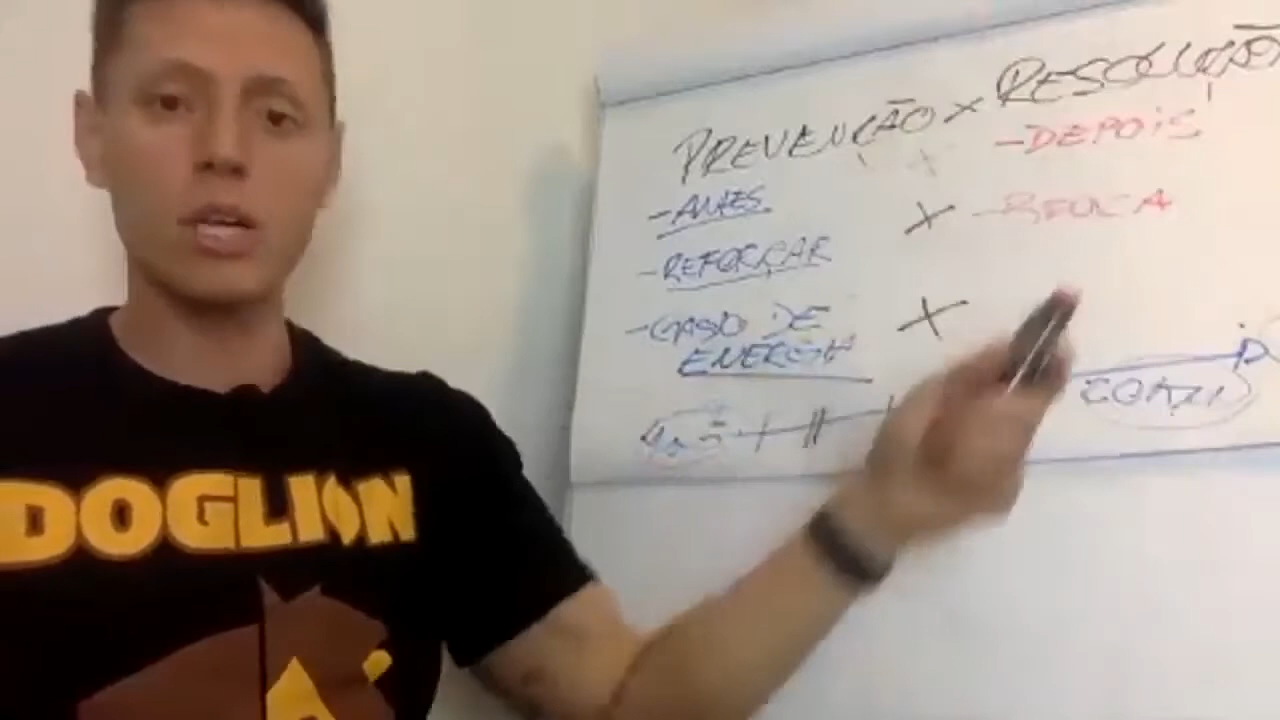 PREVENÇÃO X RESOLUÇÃO
- DEPOIS
- ANTES
X
- REFORÇAR
- GASTO DE
ENERGIA
X
DOGLION